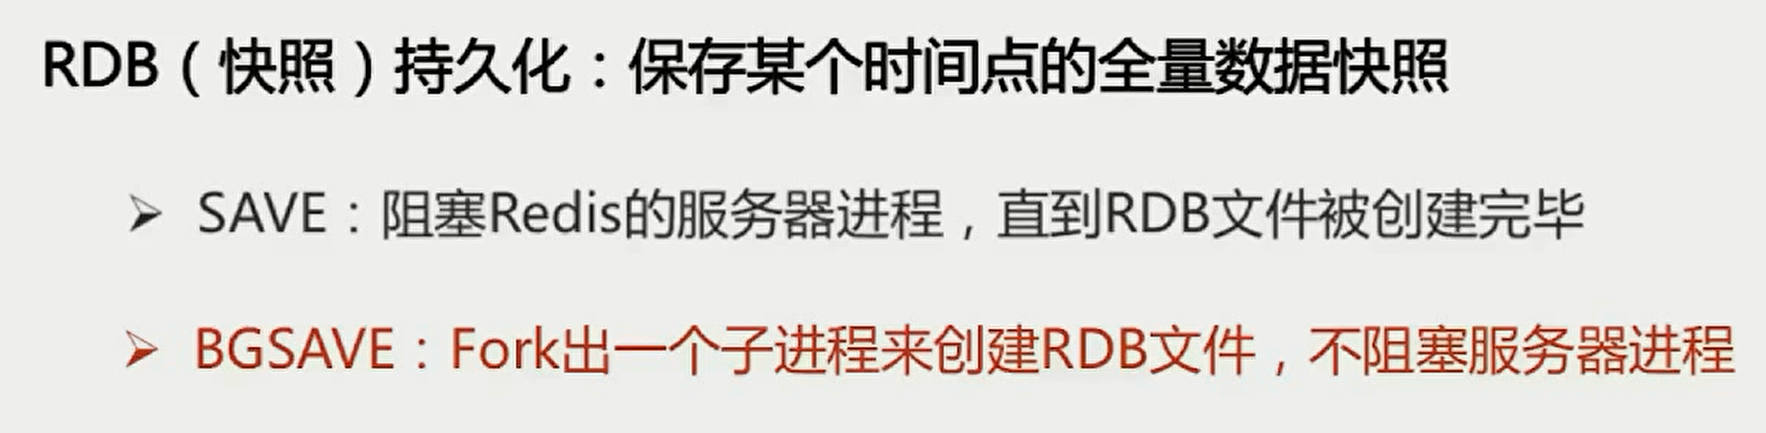 RDB（快照）持久化：保存某个时间点的全量数据快照
➢ SAVE：阻塞Redis的服务器进程，直到RDB文件被创建完毕
➢ BGSAVE：Fork出一个子进程来创建RDB文件，不阻塞服务器进程